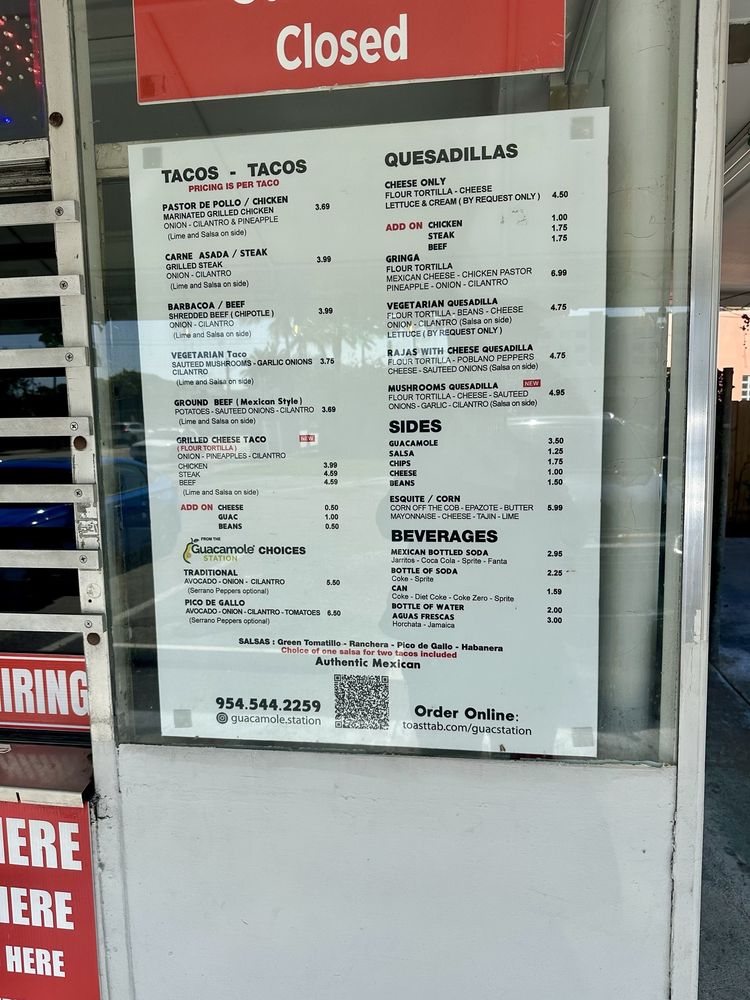 Closed
TACOS - TACOS
PRICING IS PER TACO
PASTOR DE POLLO / CHICKEN
MARINATED GRILLED CHICKEN 3.69
ONION - CILANTRO & PINEAPPLE
(Lime and Salsa on side)
CARNE ASADA / STEAK
GRILLED STEAK 3.99
ONION - CILANTRO
(Lime and Salsa on side)
BARBACOA / BEEF
SHREDDED BEEF ( CHIPOTLE ) 3.99
ONION - CILANTRO
(Lime and Salsa on side)
VEGETARIAN Taco
SAUTEED MUSHROOMS - GARLIC ONIONS 3.75
CILANTRO
(Lime and Salsa on side)
GROUND BEEF ( Mexican Style )
POTATOES - SAUTEED ONIONS - CILANTRO 3.69
(Lime and Salsa on side)
GRILLED CHEESE TACO NEW
( FLOUR TORTILLA )
ONION - PINEAPPLES - CILANTRO
CHICKEN 3.99
STEAK 4.59
BEEF 4.59
(Lime and Salsa on side)
ADD ON CHEESE 0.50
GUAC 1.00
BEANS 0.50
FROM THE
Guacamole CHOICES
STATION
TRADITIONAL
AVOCADO - ONION - CILANTRO 5.50
(Serrano Peppers optional)
PICO DE GALLO
AVOCADO - ONION - CILANTRO - TOMATOES 6.50
(Serrano Peppers optional)
QUESADILLAS
CHEESE ONLY
FLOUR TORTILLA - CHEESE
LETTUCE & CREAM ( BY REQUEST ONLY ) 4.50
ADD ON CHICKEN 1.00
STEAK 1.75
BEEF 1.75
GRINGA
FLOUR TORTILLA
MEXICAN CHEESE - CHICKEN PASTOR 6.99
PINEAPPLE - ONION - CILANTRO
VEGETARIAN QUESADILLA
FLOUR TORTILLA - BEANS - CHEESE 4.75
ONION - CILANTRO (Salsa on side)
LETTUCE ( BY REQUEST ONLY )
RAJAS WITH CHEESE QUESADILLA
FLOUR TORTILLA - POBLANO PEPPERS 4.75
CHEESE - SAUTEED ONIONS (Salsa on side)
MUSHROOMS QUESADILLA NEW
FLOUR TORTILLA - CHEESE - SAUTEED 4.95
ONIONS - GARLIC - CILANTRO (Salsa on side)
SIDES
GUACAMOLE 3.50
SALSA 1.25
CHIPS 1.75
CHEESE 1.00
BEANS 1.50
ESQUITE / CORN
CORN OFF THE COB - EPAZOTE - BUTTER 5.99
MAYONNAISE - CHEESE - TAJIN - LIME
BEVERAGES
MEXICAN BOTTLED SODA 2.95
Jarritos - Coca Cola - Sprite - Fanta
BOTTLE OF SODA 2.25
Coke - Sprite
CAN 1.59
Coke - Diet Coke - Coke Zero - Sprite
BOTTLE OF WATER 2.00
AGUAS FRESCAS 3.00
Horchata - Jamaica
SALSAS : Green Tomatillo - Ranchera - Pico de Gallo - Habanera
Choice of one salsa for two tacos included
Authentic Mexican
954.544.2259
guacamole.station
Order Online:
toasttab.com/guacstation
IRING
HERE
HERE
HERE